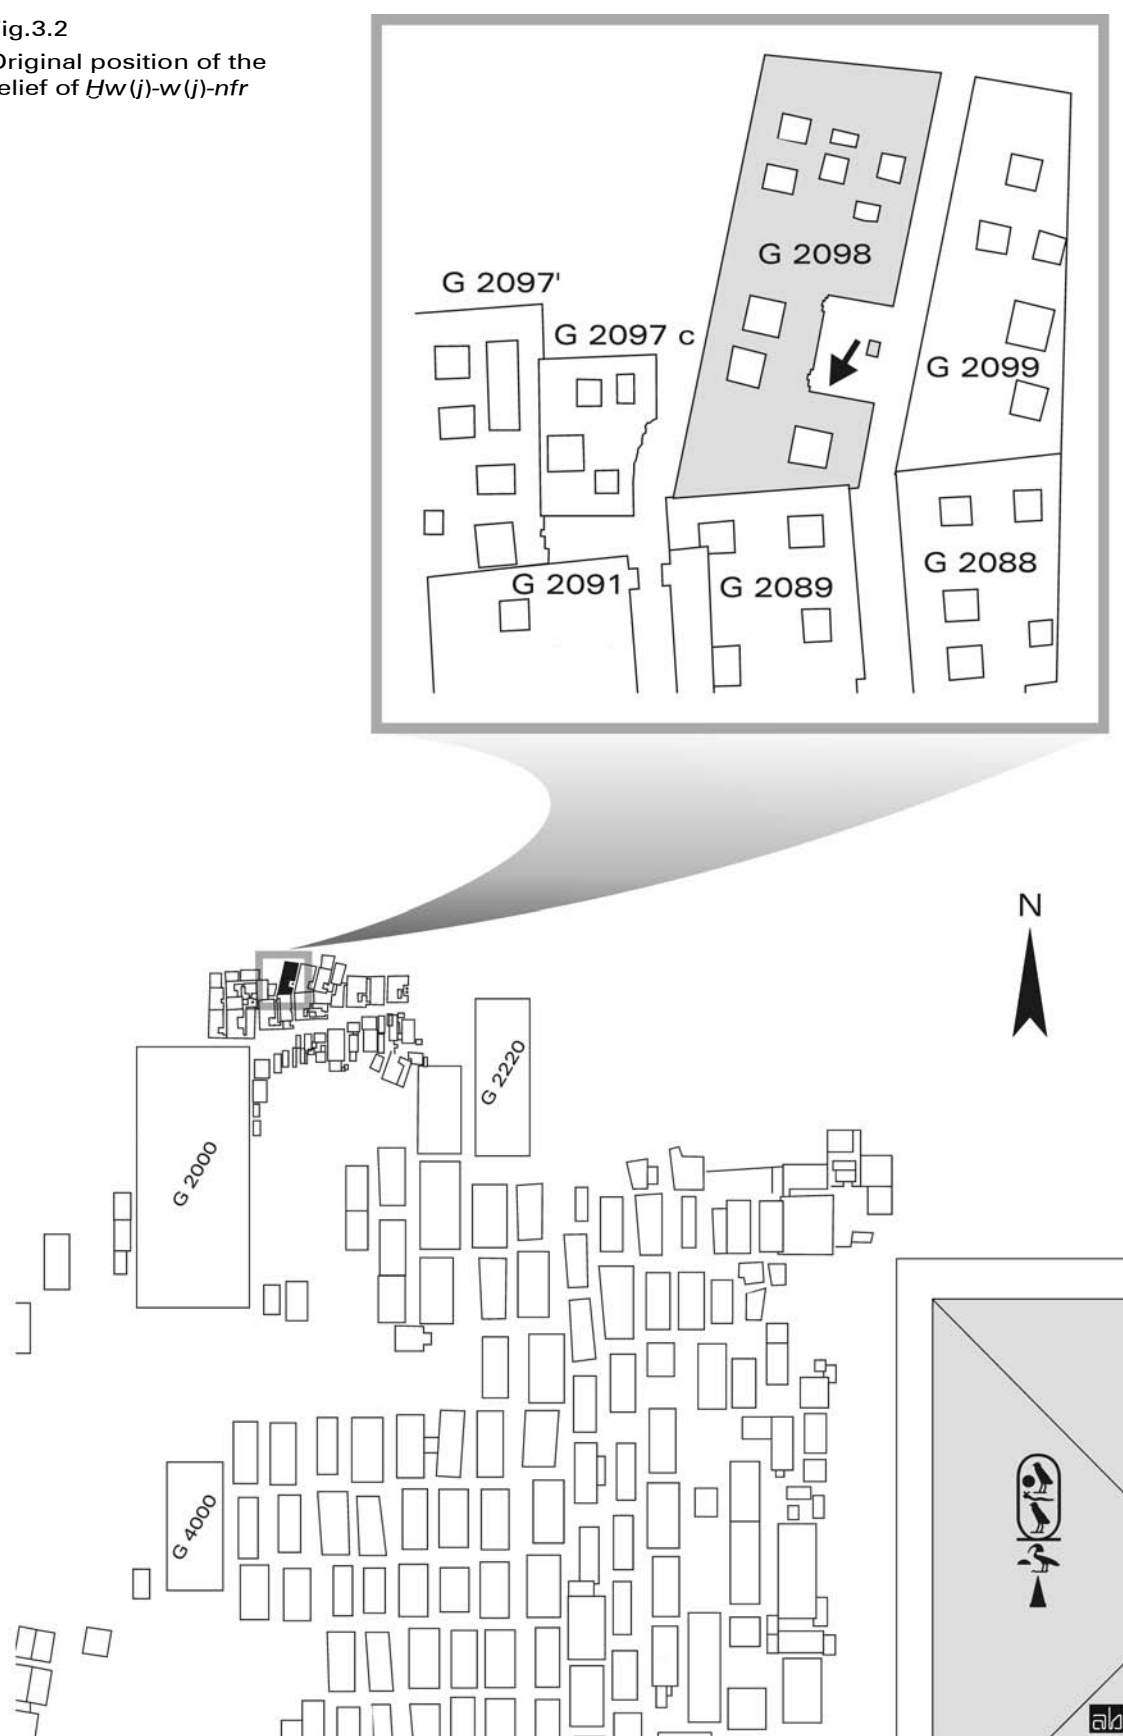 ig.3.2
Original position of the
elief of Ḫw(j)-w(j)-nfr
G 2098
G 2097'
G 2097 c
G 2099
G 2088
G 2091
G 2089
N
G 2220
G 2000
G 4000
ab